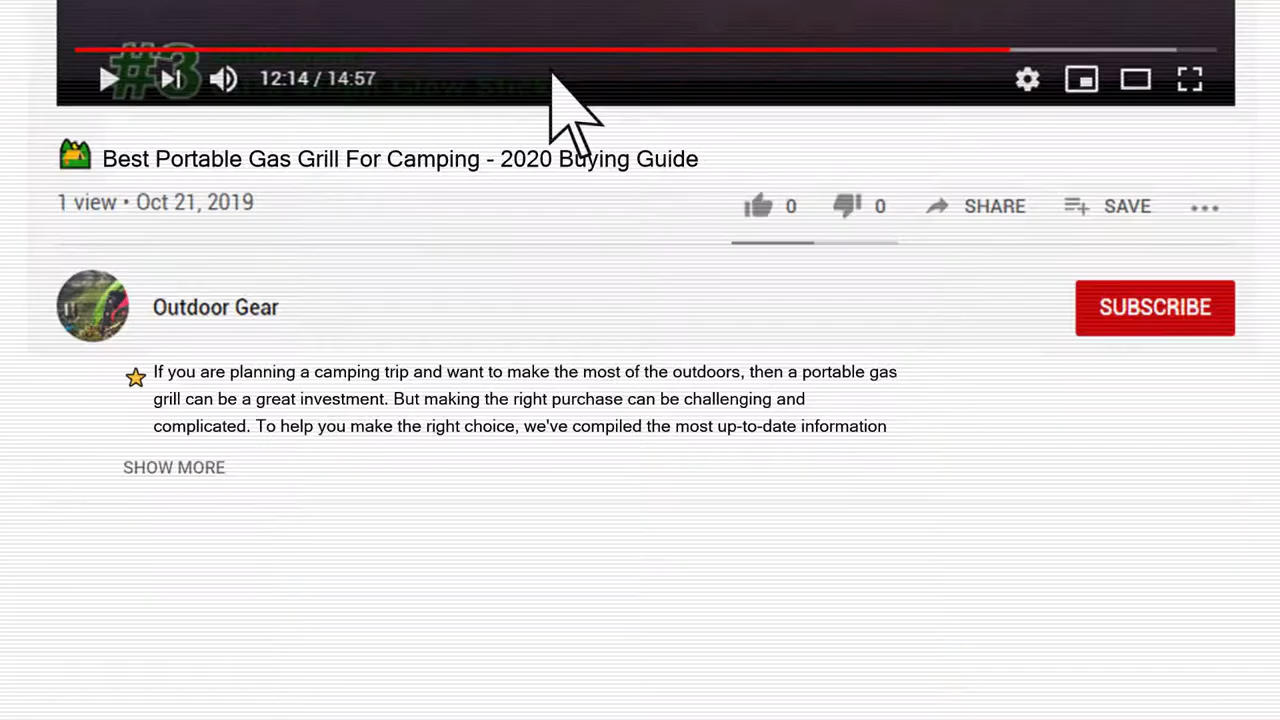 #3
12:14 / 14:57
Best Portable Gas Grill For Camping - 2020 Buying Guide
1 view • Oct 21, 2019
0 0 SHARE SAVE
Outdoor Gear
SUBSCRIBE
If you are planning a camping trip and want to make the most of the outdoors, then a portable gas
grill can be a great investment. But making the right purchase can be challenging and
complicated. To help you make the right choice, we've compiled the most up-to-date information
SHOW MORE